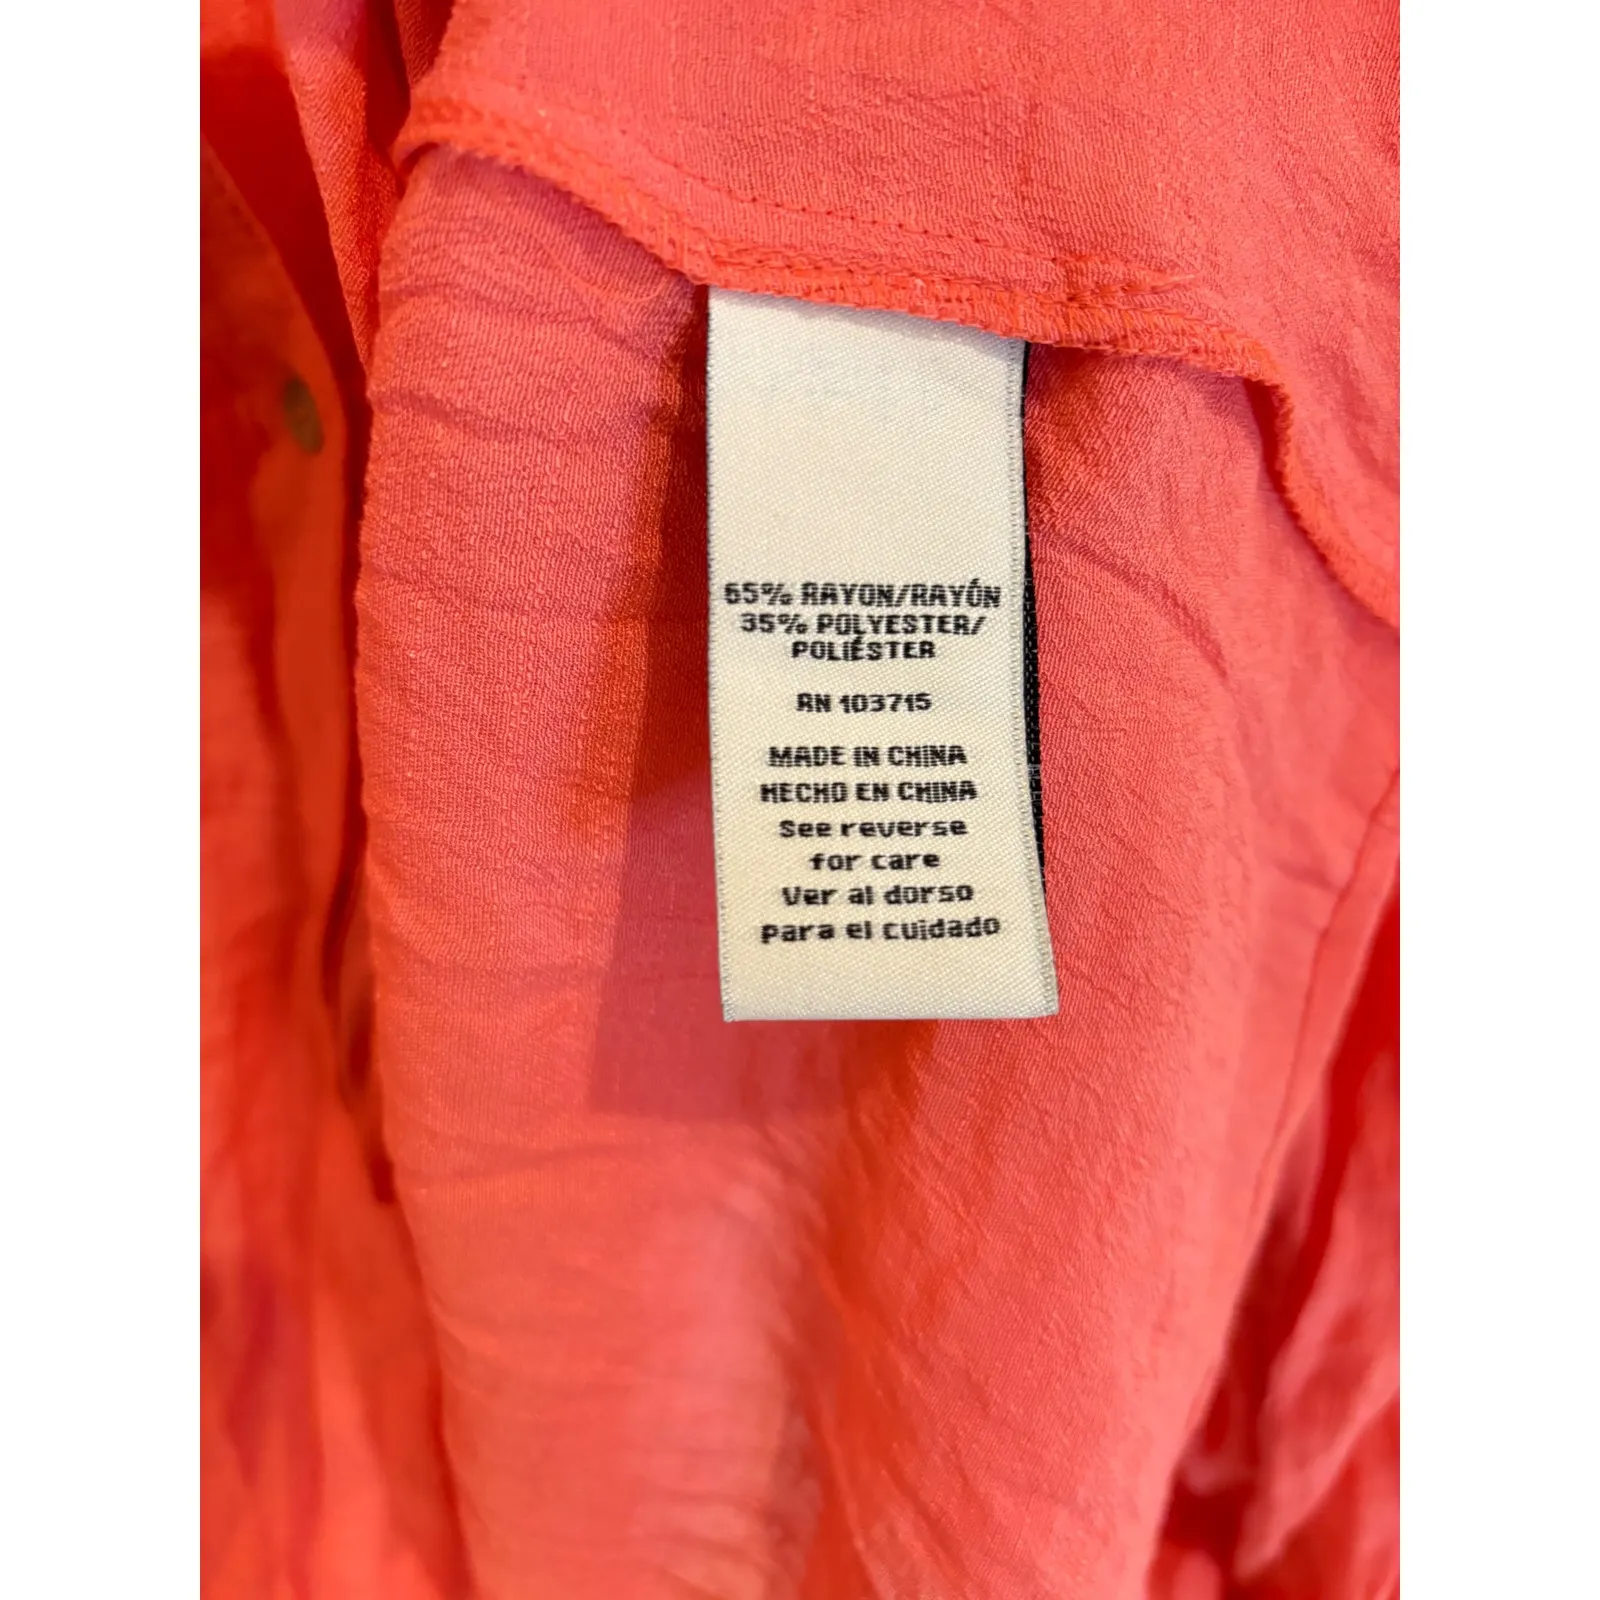 65% RAYON/RAYÓN
35% POLYESTER/
POLIÉSTER
RN 103715
MADE IN CHINA
HECHO EN CHINA
See reverse
for care
Ver al dorso
para el cuidado